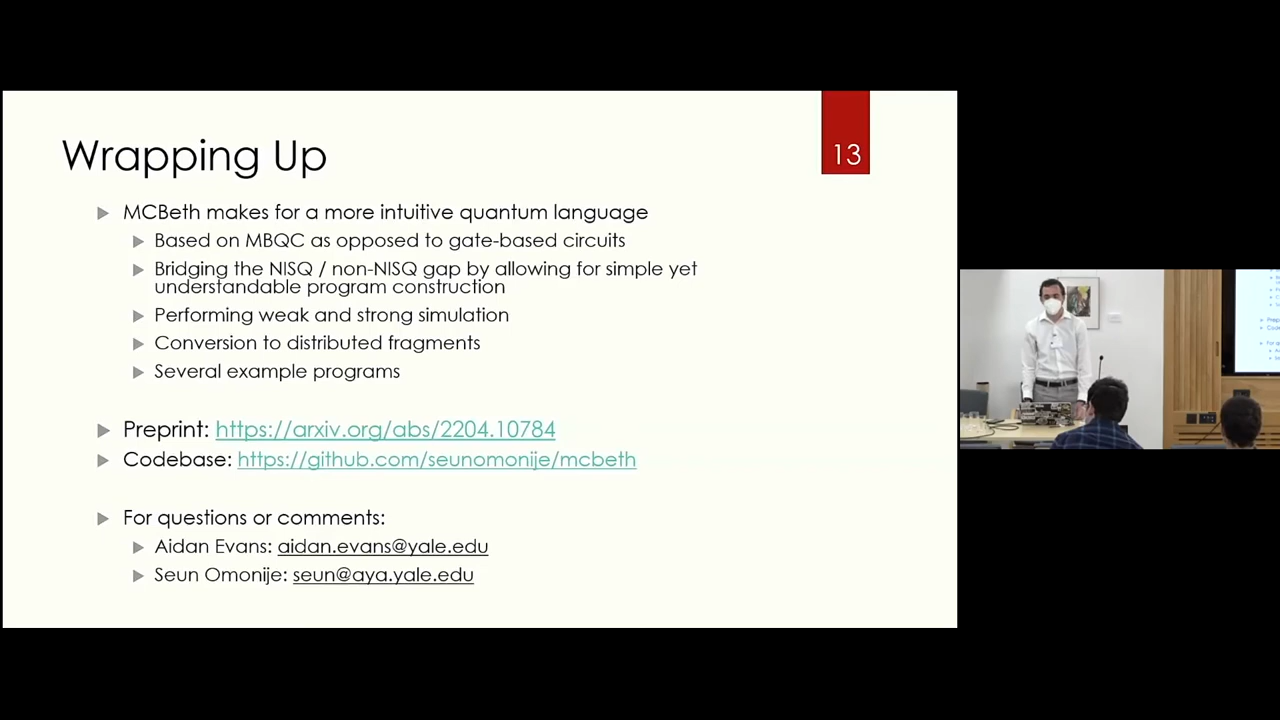 Wrapping Up
13
MCBeth makes for a more intuitive quantum language
Based on MBQC as opposed to gate-based circuits
Bridging the NISQ / non-NISQ gap by allowing for simple yet
understandable program construction
Performing weak and strong simulation
Conversion to distributed fragments
Several example programs
Preprint: https://arxiv.org/abs/2204.10784
Codebase: https://github.com/seunomonije/mcbeth
For questions or comments:
Aidan Evans: aidan.evans@yale.edu
Seun Omonije: seun@aya.yale.edu